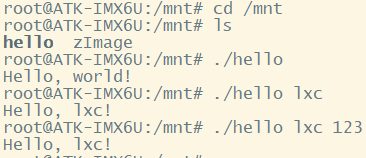 root@ATK-IMX6U:/mnt# cd /mnt
root@ATK-IMX6U:/mnt# ls
hello  zImage
root@ATK-IMX6U:/mnt# ./hello
Hello, world!
root@ATK-IMX6U:/mnt# ./hello lxc
Hello, lxc!
root@ATK-IMX6U:/mnt# ./hello lxc 123
Hello, lxc!